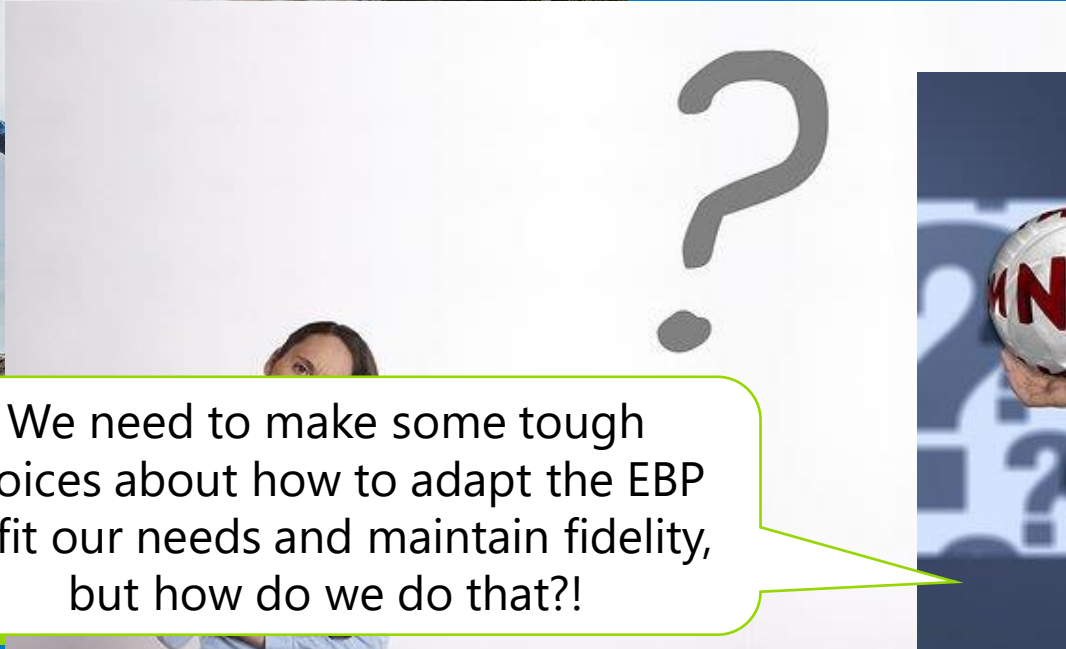 ?
We need to make some tough
oices about how to adapt the EBP
fit our needs and maintain fidelity,
but how do we do that?!
MN
?
?